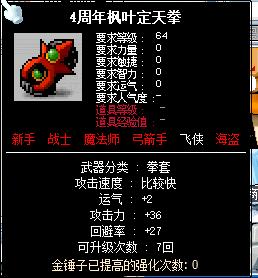 4周年枫叶定天拳
要求等级: 64
要求力量: 0
要求敏捷: 0
要求智力: 0
要求运气: 0
要求人气度: -
道具等级: -
道具经验值: -
新手 战士 魔法师 弓箭手 飞侠 海盗
武器分类: 拳套
攻击速度: 比较快
运气: +2
攻击力: +36
回避率: +27
可升级次数: 7回
金锤子已提高的强化次数: 0